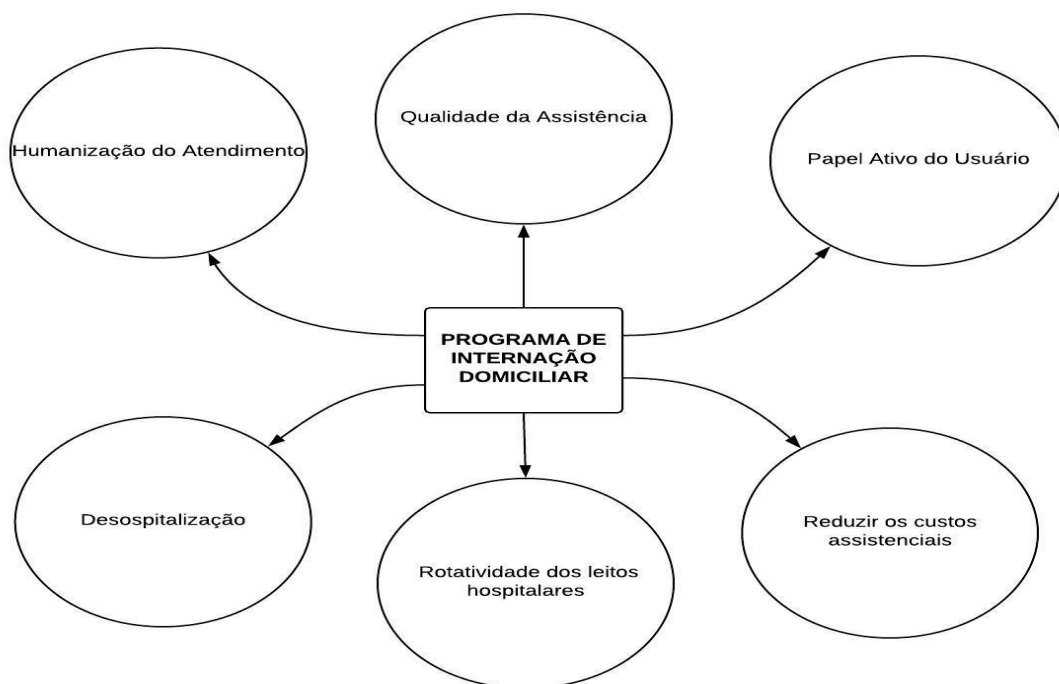 Qualidade da Assistência
Humanização do Atendimento
Papel Ativo do Usuário
PROGRAMA DE
INTERNAÇÃO
DOMICILIAR
Desospitalização
Rotatividade dos leitos
hospitalares
Reduzir os custos
assistenciais